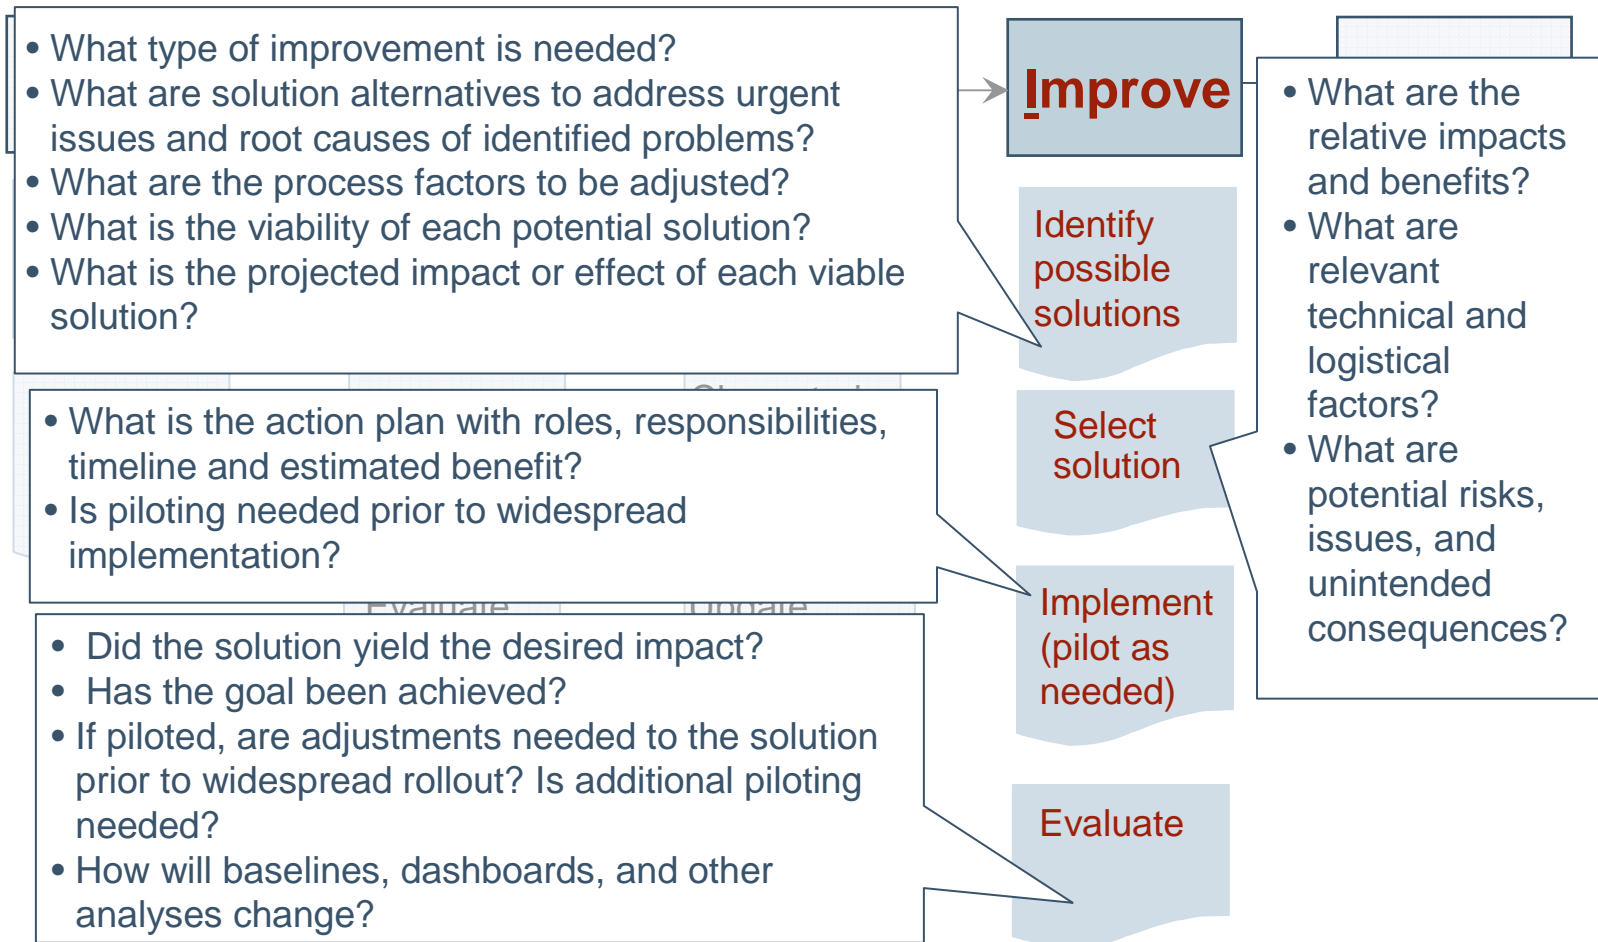 • What type of improvement is needed?
• What are solution alternatives to address urgent
issues and root causes of identified problems?
• What are the process factors to be adjusted?
• What is the viability of each potential solution?
• What is the projected impact or effect of each viable
solution?
Improve
Identify
possible
solutions
• What are the
relative impacts
and benefits?
• What are
relevant
technical and
logistical
factors?
• What are
potential risks,
issues, and
unintended
consequences?
• What is the action plan with roles, responsibilities,
timeline and estimated benefit?
• Is piloting needed prior to widespread
implementation?
Select
solution
Implement
(pilot as
needed)
Evaluate
Update
• Did the solution yield the desired impact?
• Has the goal been achieved?
• If piloted, are adjustments needed to the solution
prior to widespread rollout? Is additional piloting
needed?
• How will baselines, dashboards, and other
analyses change?
Evaluate